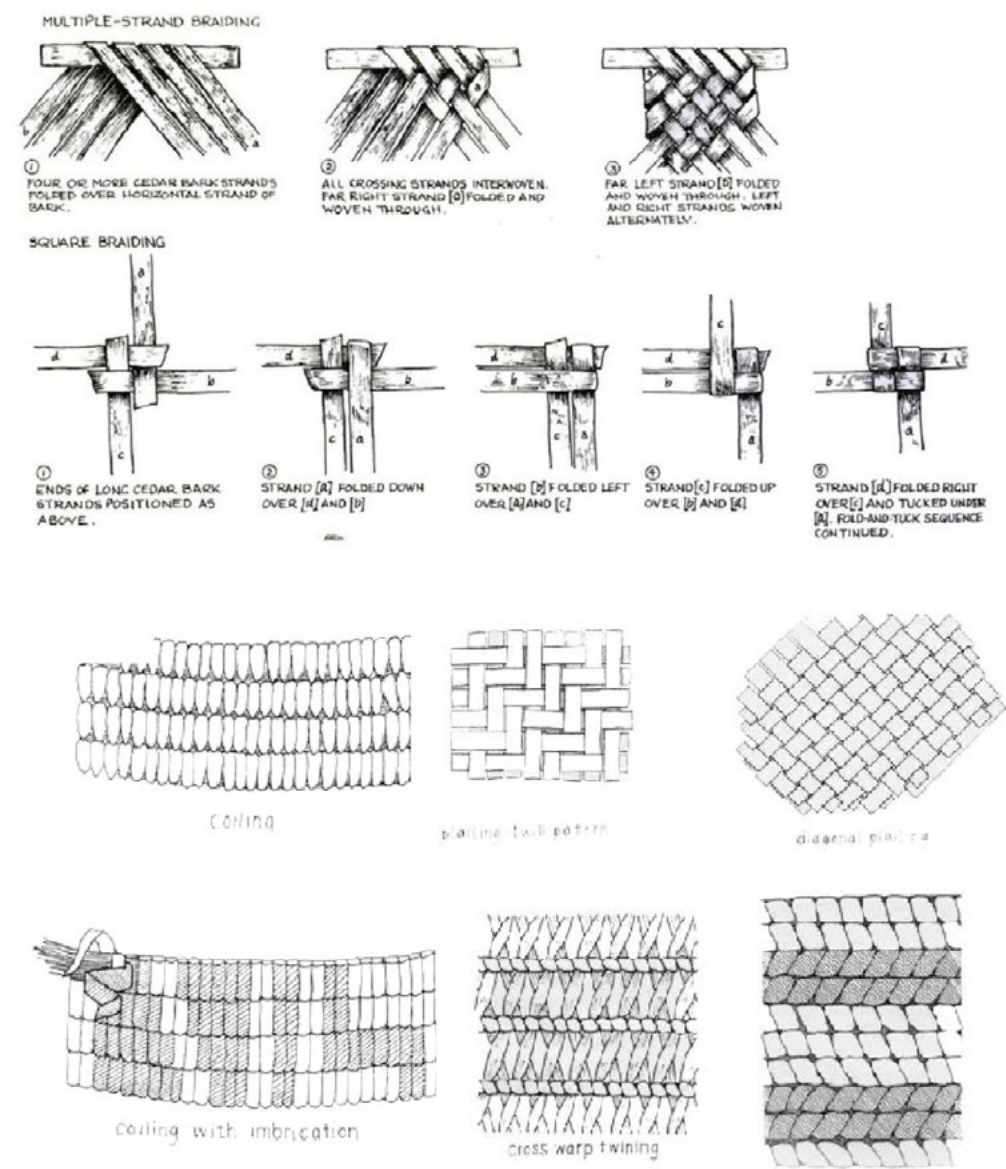 MULTIPLE-STRAND BRAIDING
b
a
①
FOUR OR MORE CEDAR BARK STRANDS
FOLDED OVER HORIZONTAL STRAND OF
BARK.
a
②
ALL CROSSING STRANDS INTERWOVEN.
FAR RIGHT STRAND [a] FOLDED AND
WOVEN THROUGH.
③
FAR LEFT STRAND [b] FOLDED
AND WOVEN THROUGH. LEFT
AND RIGHT STRANDS WOVEN
ALTERNATELY.
SQUARE BRAIDING
a
d
b
c
①
ENDS OF LONG CEDAR BARK
STRANDS POSITIONED AS
ABOVE.
d
b
c
a
②
STRAND [A] FOLDED DOWN
OVER [d] AND [b]
d
b
c
a
③
STRAND [b] FOLDED LEFT
OVER [A] AND [c]
c
d
b
a
④
STRAND [c] FOLDED UP
OVER [b] AND [d]
c
d
b
a
⑤
STRAND [d] FOLDED RIGHT
OVER [c] AND TUCKED UNDER
[A]. FOLD-AND-TUCK SEQUENCE
CONTINUED.
coiling
plaiting-twill pattern
diagonal plaiting
coiling with imbrication
cross warp twining